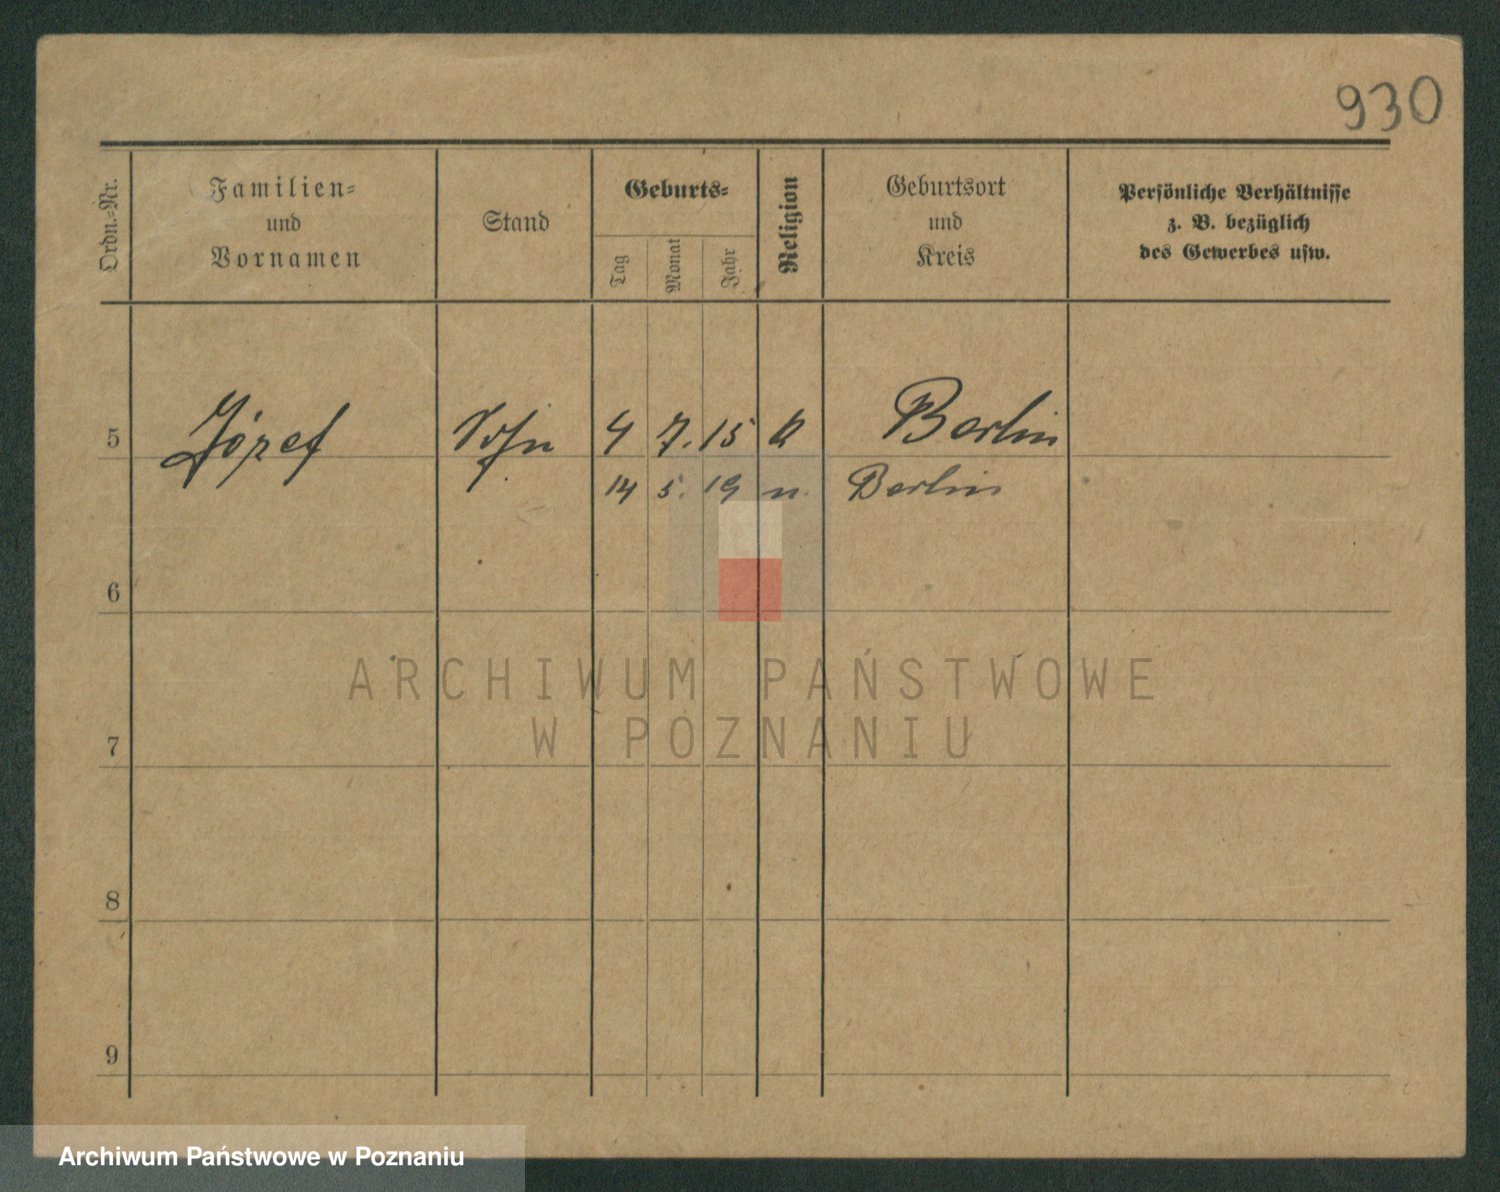 930
Ordn.=Nr.
Familien=
und
Vornamen
Stand
Geburts=
Tag
Monat
Jahr
Religion
Geburtsort
und
Kreis
Persönliche Verhältnisse
z. B. bezüglich
des Gewerbes usw.
5 Józef Sohn 4 7. 15 k Berlin
14 5. 19 n. Berlin
6
ARCHIWUM PAŃSTWOWE
W POZNANIU
7
8
9
Archiwum Państwowe w Poznaniu